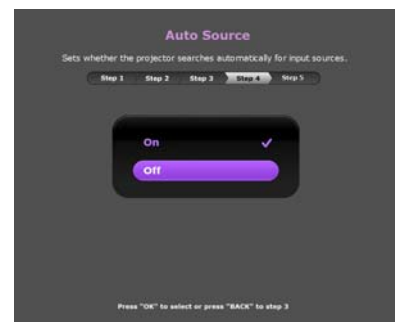 Auto Source
Sets whether the projector searches automatically for input sources.
Step 1 Step 2 Step 3 Step 4 Step 5
On
Off
Press "OK" to select or press "BACK" to step 3